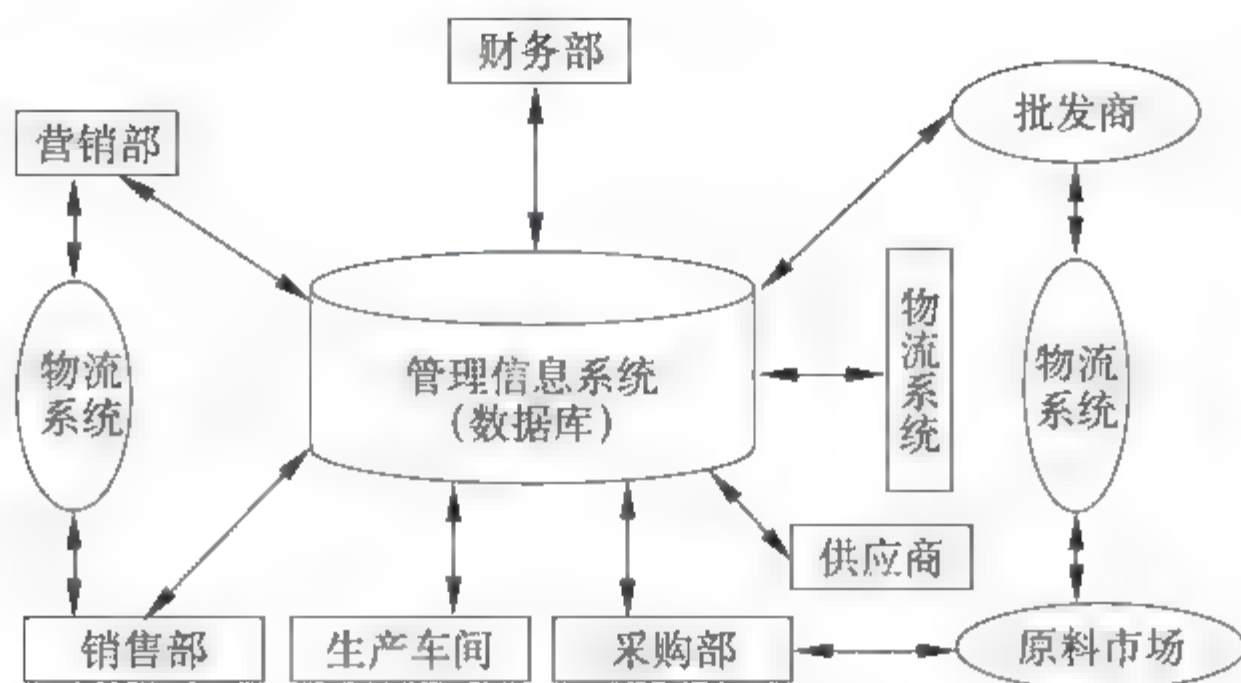 财务部
批发商
营销部
物流
系统
管理信息系统
(数据库)
物流系统
物流
系统
供应商
销售部
生产车间
采购部
原料市场